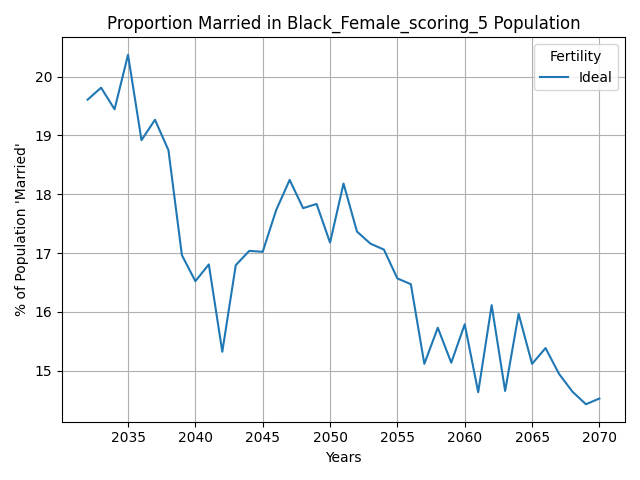 Proportion Married in Black_Female_scoring_5 Population
Fertility
Ideal
% of Population 'Married'
20
19
18
17
16
15
2035 2040 2045 2050 2055 2060 2065 2070
Years